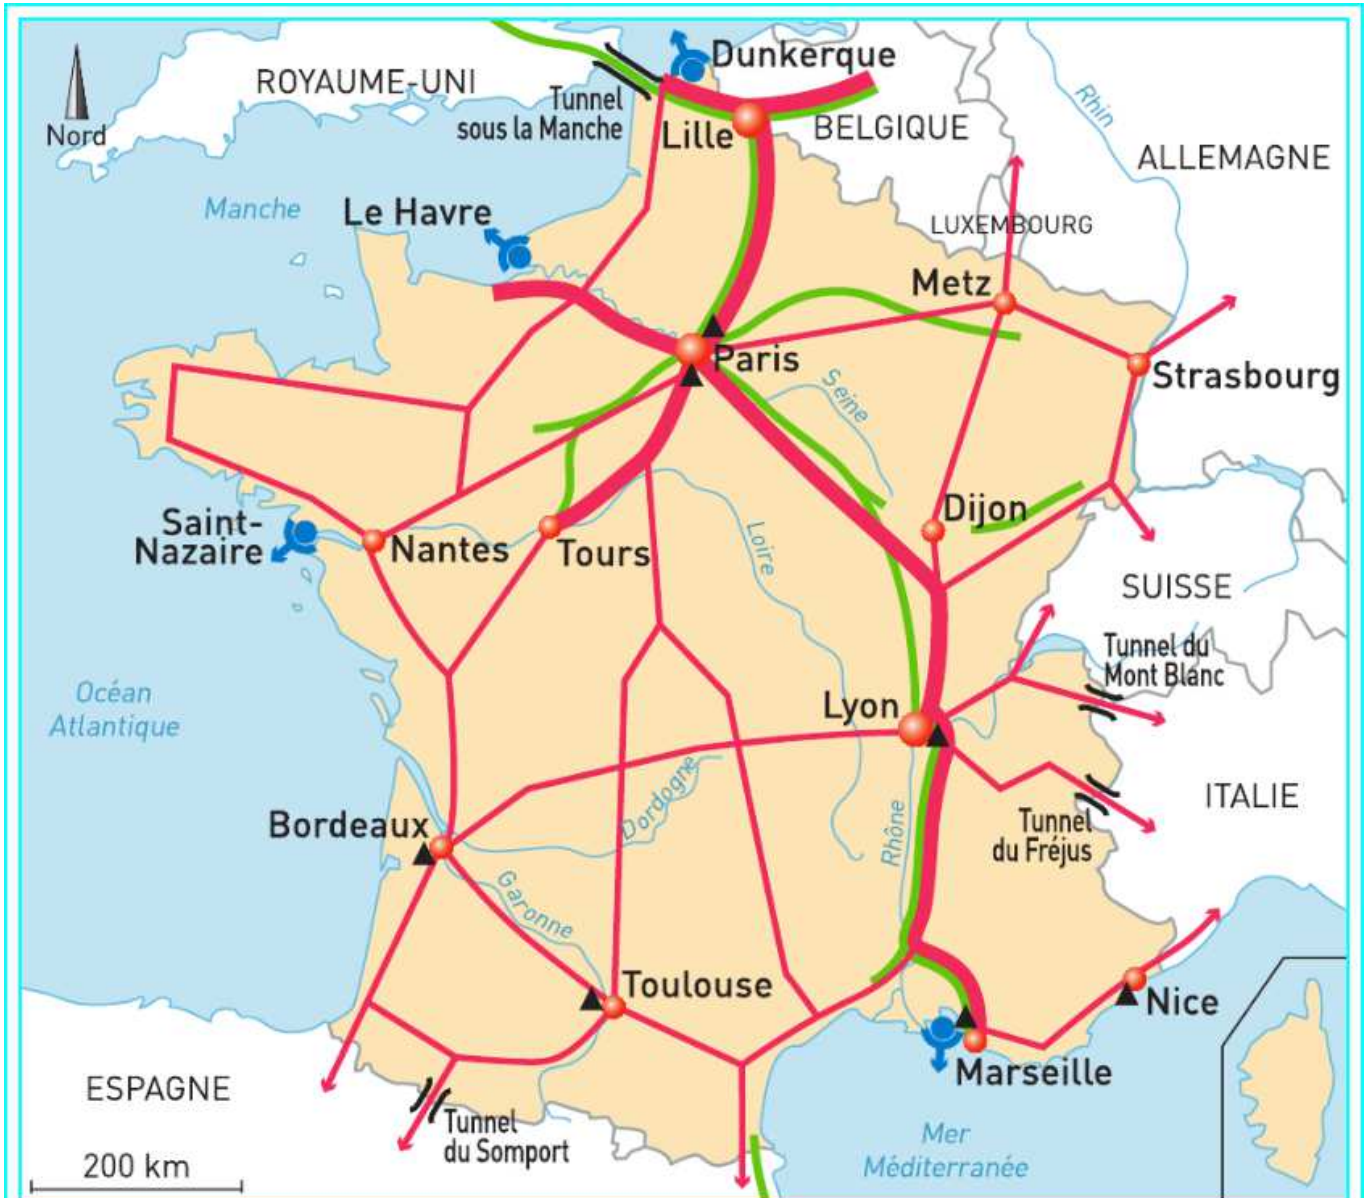 Dunkerque
ROYAUME-UNI
Nord
Tunnel
sous la Manche
Lille
BELGIQUE
Rhin
ALLEMAGNE
Manche
Le Havre
LUXEMBOURG
Metz
Paris
Strasbourg
Seine
Saint-
Nazaire
Nantes
Tours
Loire
Dijon
SUISSE
Tunnel du
Mont Blanc
Océan
Atlantique
Lyon
ITALIE
Bordeaux
Dordogne
Rhône
Tunnel
du Fréjus
Garonne
Toulouse
Nice
Marseille
ESPAGNE
Tunnel
du Somport
Mer
Méditerranée
200 km